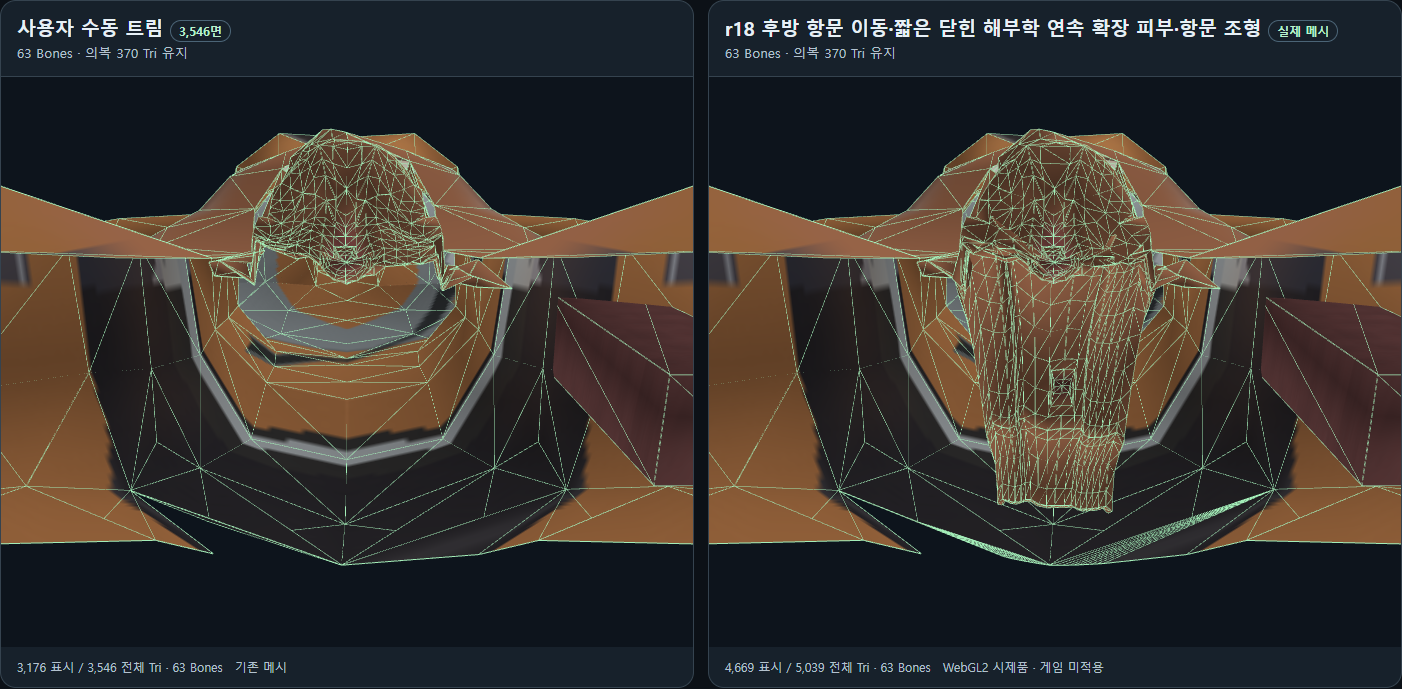 사용자 수동 트림 3,546면
63 Bones · 의복 370 Tri 유지
3,176 표시 / 3,546 전체 Tri · 63 Bones 기존 메시
r18 후방 항문 이동·짧은 닫힌 해부학 연속 확장 피부·항문 조형 실제 메시
63 Bones · 의복 370 Tri 유지
4,669 표시 / 5,039 전체 Tri · 63 Bones WebGL2 시제품 · 게임 미적용